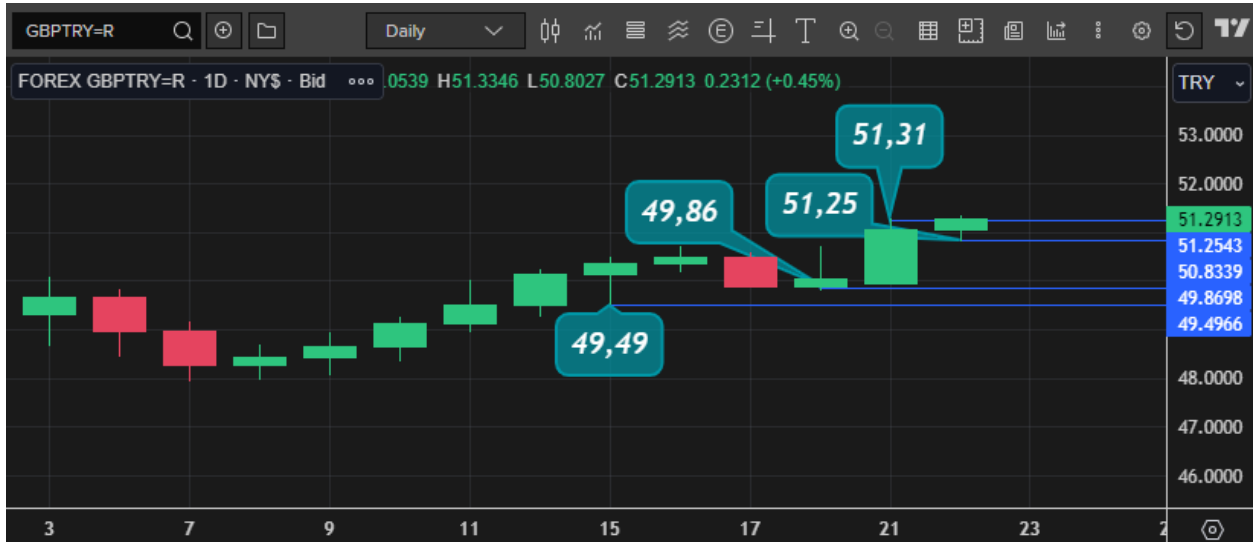 GBPTRY=R
Daily
FOREX GBPTRY=R · 1D · NY$ · Bid .0539 H51.3346 L50.8027 C51.2913 0.2312 (+0.45%)
TRY
51,31
53.0000
52.0000
49,86
51,25
51.2913
51.2543
50.8339
49.8698
49.4966
49,49
48.0000
47.0000
46.0000
3 7 9 11 15 17 21 23 2